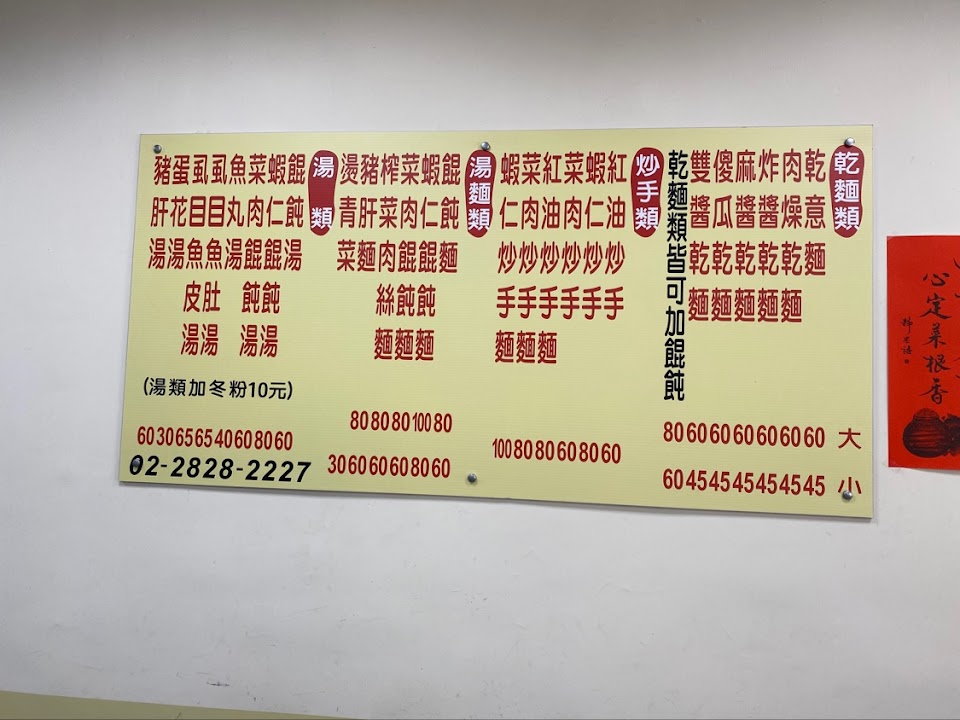 乾麵類
乾意麵
肉燥乾麵
炸醬乾麵
麻醬乾麵
傻瓜乾麵
雙醬乾麵
乾麵類皆可加餛飩
80 60 60 60 60 60 60 大
60 45 45 45 45 45 45 小
炒手類
紅油炒手
蝦仁炒手
菜肉炒手
紅油炒手麵
菜肉炒手麵
蝦仁炒手麵
100 80 80 60 80 60
湯麵類
餛飩麵
蝦仁餛飩麵
菜肉餛飩麵
榨菜肉絲麵
豬肝麵
燙青菜
80 80 80 100 80
30 60 60 60 80 60
湯類
餛飩湯
蝦仁餛飩湯
菜肉餛飩湯
魚丸湯
虱目魚肚湯
虱目魚皮湯
蛋花湯
豬肝湯
(湯類加冬粉10元)
60 30 65 65 40 60 80 60
02-2828-2227
心定菜根香